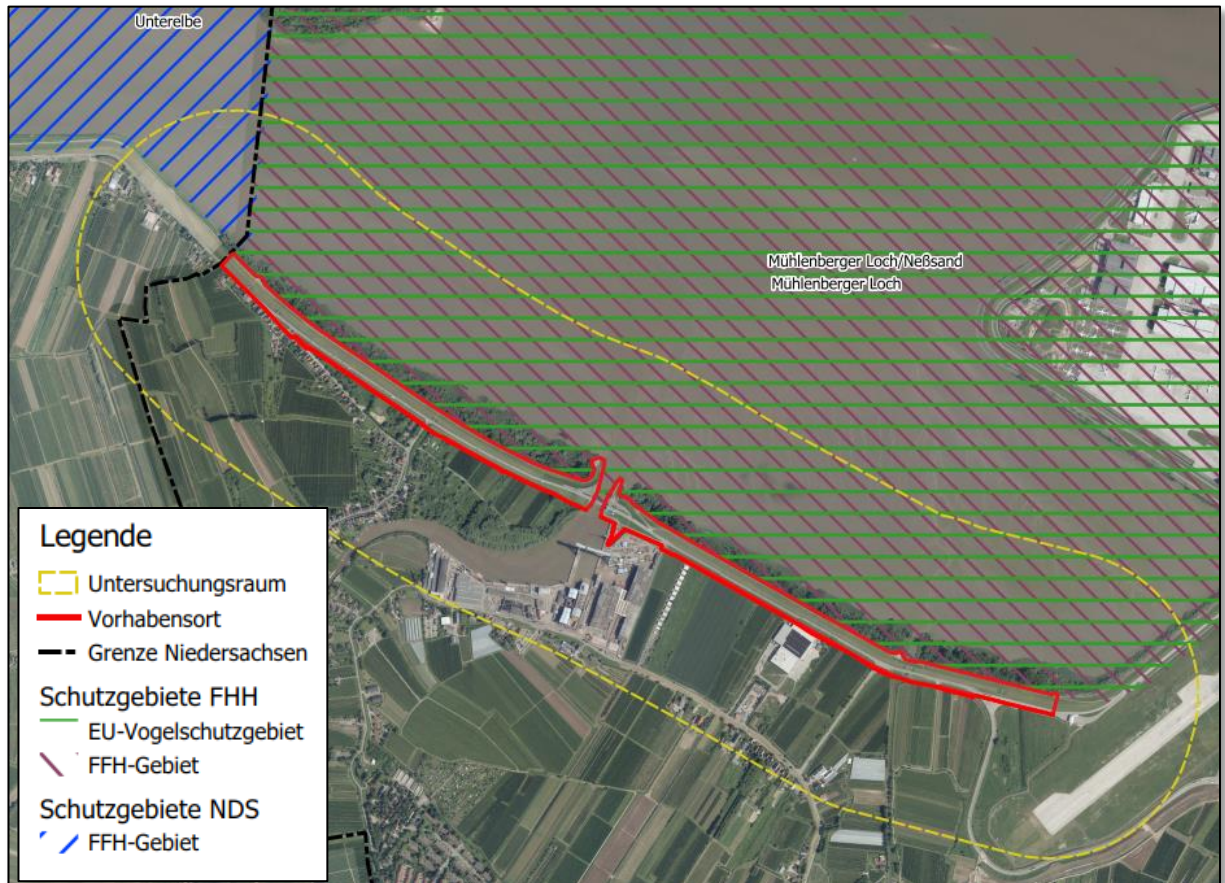 Unterelbe
Mühlenberger Loch/Neßsand
Mühlenberger Loch
Legende
Untersuchungsraum
Vorhabensort
Grenze Niedersachsen
Schutzgebiete FHH
EU-Vogelschutzgebiet
FFH-Gebiet
Schutzgebiete NDS
FFH-Gebiet